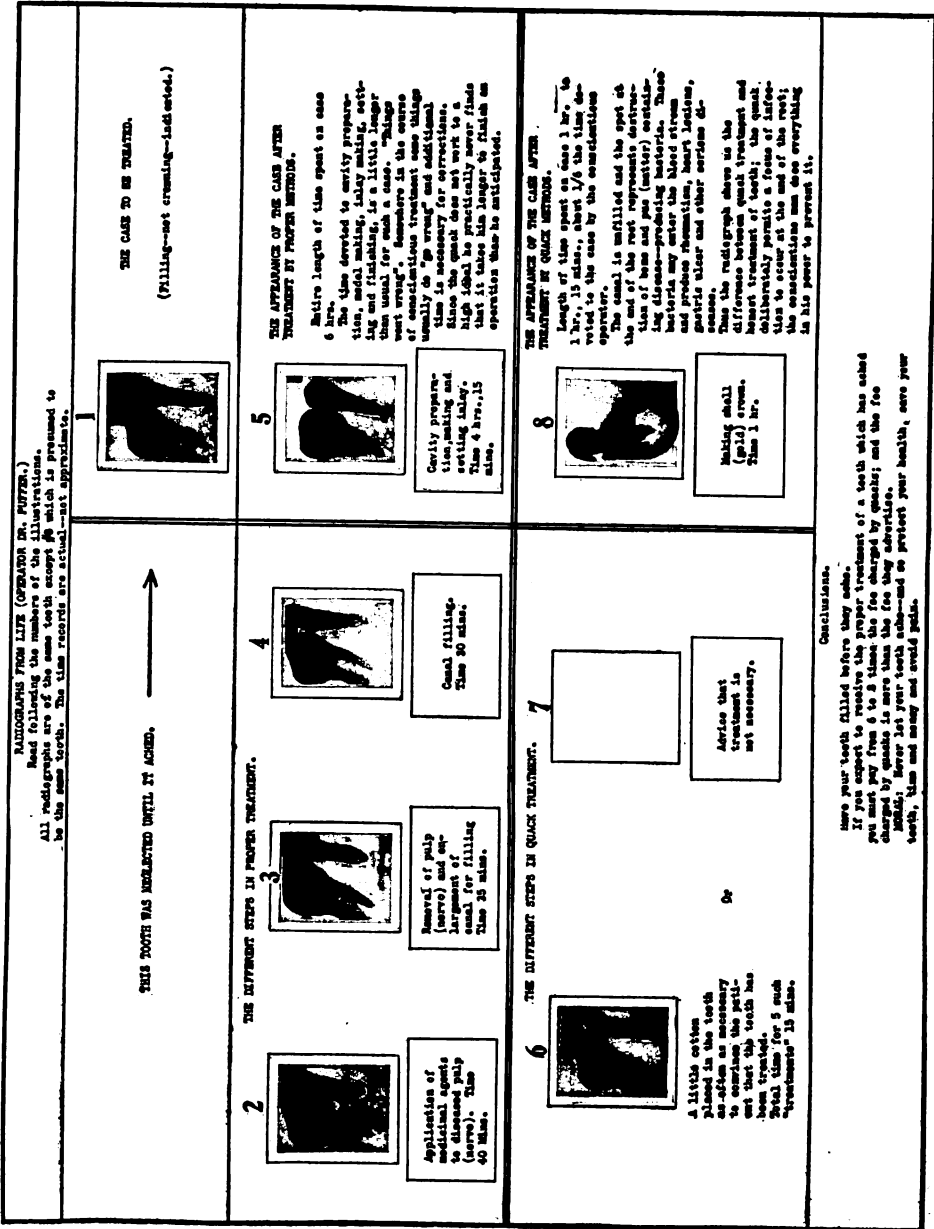 RADIOGRAPHS FROM LIFE (OPERATOR DR. PUFFER.)
Read following the numbers of the illustrations.
All radiographs are of the same tooth except #8 which is presumed to
be the same tooth. The time records are actual--not approximate.
THIS TOOTH WAS NEGLECTED UNTIL IT ACHED.
1
THE CASE TO BE TREATED.
(Filling--not crowning--indicated.)
THE DIFFERENT STEPS IN PROPER TREATMENT.
2
Application of
medicinal agents
to diseased pulp
(nerve). Time
40 Mins.
3
Removal of pulp
(nerve) and en-
largement of
canal for filling
Time 35 mins.
4
Canal filling.
Time 30 mins.
5
Cavity prepara-
tion, making and
setting inlay.
Time 4 hrs., 15
mins.
THE APPEARANCE OF THE CASE AFTER
TREATMENT BY PROPER METHODS.
Entire length of time spent on case
6 hrs.
The time devoted to cavity prepara-
tion, model making, inlay making, sett-
ing and finishing, is a little longer
than usual for such a case. "Things
went wrong". Somewhere in the course
of conscientious treatment some things
usually do "go wrong" and additional
time is necessary for corrections.
Since the quack does not work to a
high ideal he practically never finds
that it takes him longer to finish an
operation than he anticipated.
THE DIFFERENT STEPS IN QUACK TREATMENT.
6
A little cotton
placed in the tooth
as often as necessary
to convince the pati-
ent that the tooth has
been treated.
Total time for 5 such
"treatments" 15 mins.
Or
7
Advice that
treatment is
not necessary.
8
Making shell
(gold) crown.
Time 1 hr.
THE APPEARANCE OF THE CASE AFTER
TREATMENT BY QUACK METHODS.
Length of time spent on case 1 hr. to
1 hr., 15 mins., about 1/6 the time de-
voted to the case by the conscientious
operator.
The canal is unfilled and the spot at
the end of the root represents destruc-
tion of bone and pus (matter) contain-
ing disease--producing bacteria. These
bacteria may enter the blood stream
and produce rheumatism, heart lesions,
gastric ulcer and other serious di-
seases.
Thus the radiograph shows us the
difference between quack treatment and
honest treatment of teeth; the quack
deliberately permits a focus of infec-
tion to occur at the end of the root;
the conscientious man does everything
in his power to prevent it.
Conclusions.
Have your teeth filled before they ache.
If you expect to receive the proper treatment of a tooth which has ached
you must pay from 6 to 8 times the fee charged by quacks; and the fee
charged by quacks is more than the fee they advertise.
MORAL: Never let your teeth ache--and so protect your health, save your
teeth, time and money and avoid pain.